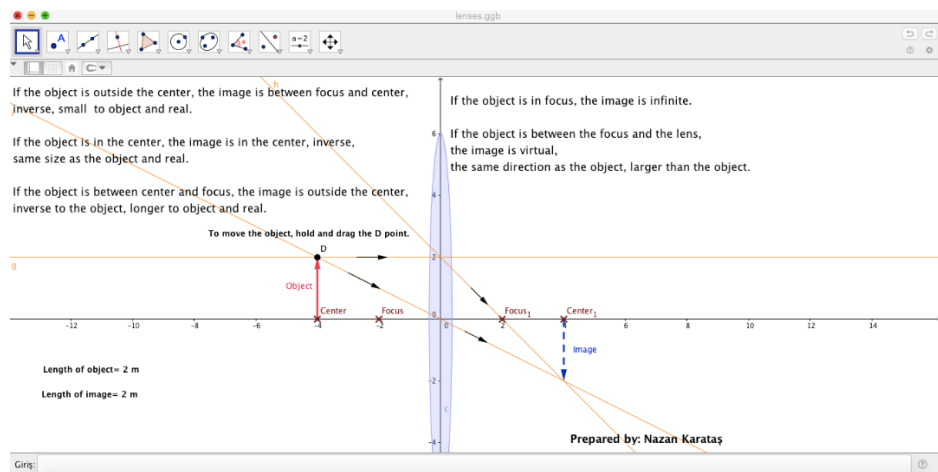 lenses.ggb
a=2
If the object is outside the center, the image is between focus and center,
inverse, small to object and real.
If the object is in the center, the image is in the center, inverse,
same size as the object and real.
If the object is between center and focus, the image is outside the center,
inverse to the object, longer to object and real.
If the object is in focus, the image is infinite.
If the object is between the focus and the lens,
the image is virtual,
the same direction as the object, larger than the object.
To move the object, hold and drag the D point.
h
g
D
Object
Center
Focus
Focus1
Center1
Image
c
6
4
2
0
-2
-4
-12 -10 -8 -6 -4 -2 0 2 4 6 8 10 12 14
Length of object= 2 m
Length of image= 2 m
Prepared by: Nazan Karataş
Giriş: